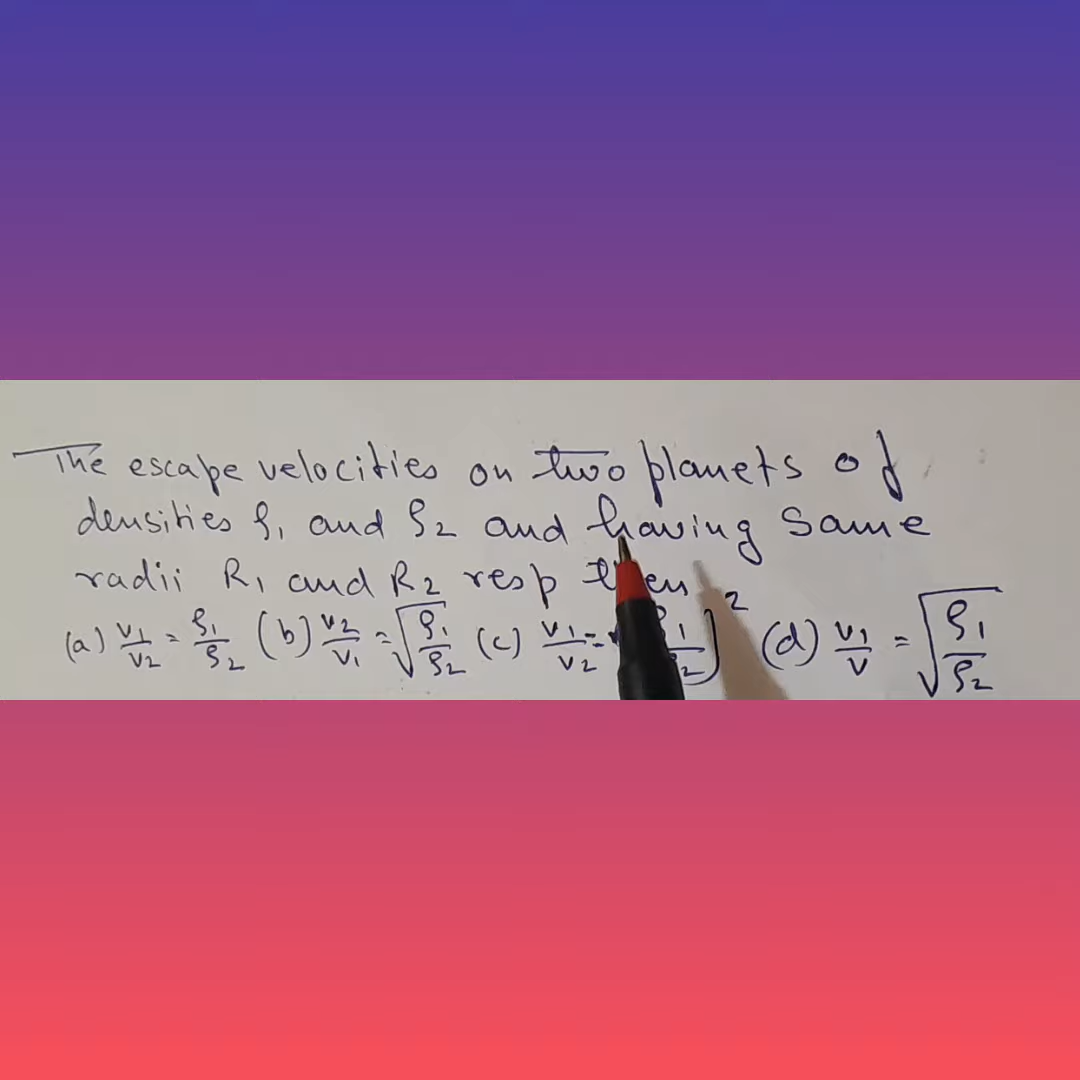 The escape velocities on two planets of
densities ρ1 and ρ2 and having same
radii R1 and R2 resp then
(a) v1/v2 = ρ1/ρ2 (b) v2/v1 = √(ρ1/ρ2) (c) v1/v2 = )² (d) v1/v = √(ρ1/ρ2)